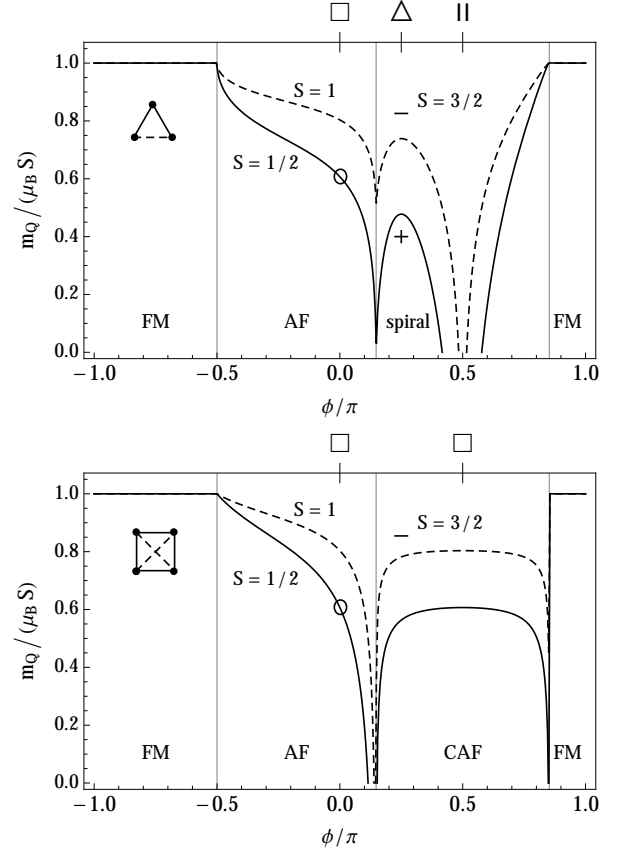 S = 1
S = 3/2
S = 1/2
m_Q / (μ_B S)
FM
AF
spiral
FM
1.0
0.8
0.6
0.4
0.2
0.0
−1.0
−0.5
0.0
0.5
1.0
ϕ/π
S = 1
S = 3/2
S = 1/2
m_Q / (μ_B S)
FM
AF
CAF
FM
1.0
0.8
0.6
0.4
0.2
0.0
−1.0
−0.5
0.0
0.5
1.0
ϕ/π